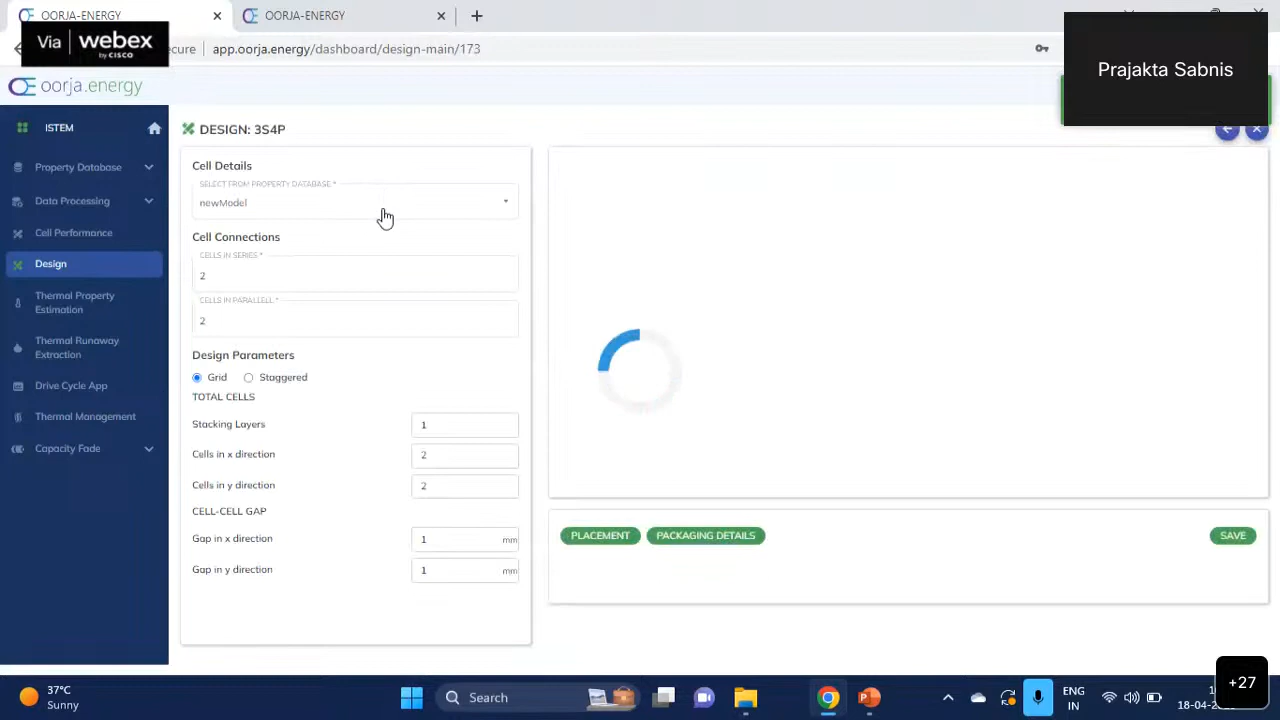 OORJA-ENERGY
OORJA-ENERGY
Via webex
by CISCO
app.oorja.energy/dashboard/design-main/173
Prajakta Sabnis
oorja.energy
ISTEM
DESIGN: 3S4P
Property Database
Data Processing
Cell Performance
Design
Thermal Property
Estimation
Thermal Runaway
Extraction
Drive Cycle App
Thermal Management
Capacity Fade
Cell Details
SELECT FROM PROPERTY DATABASE *
newModel
Cell Connections
CELLS IN SERIES *
2
CELLS IN PARALLELL *
2
Design Parameters
Grid Staggered
TOTAL CELLS
Stacking Layers 1
Cells in x direction 2
Cells in y direction 2
CELL-CELL GAP
Gap in x direction 1 mm
Gap in y direction 1 mm
PLACEMENT PACKAGING DETAILS SAVE
37°C
Sunny
Search
ENG
IN
+27